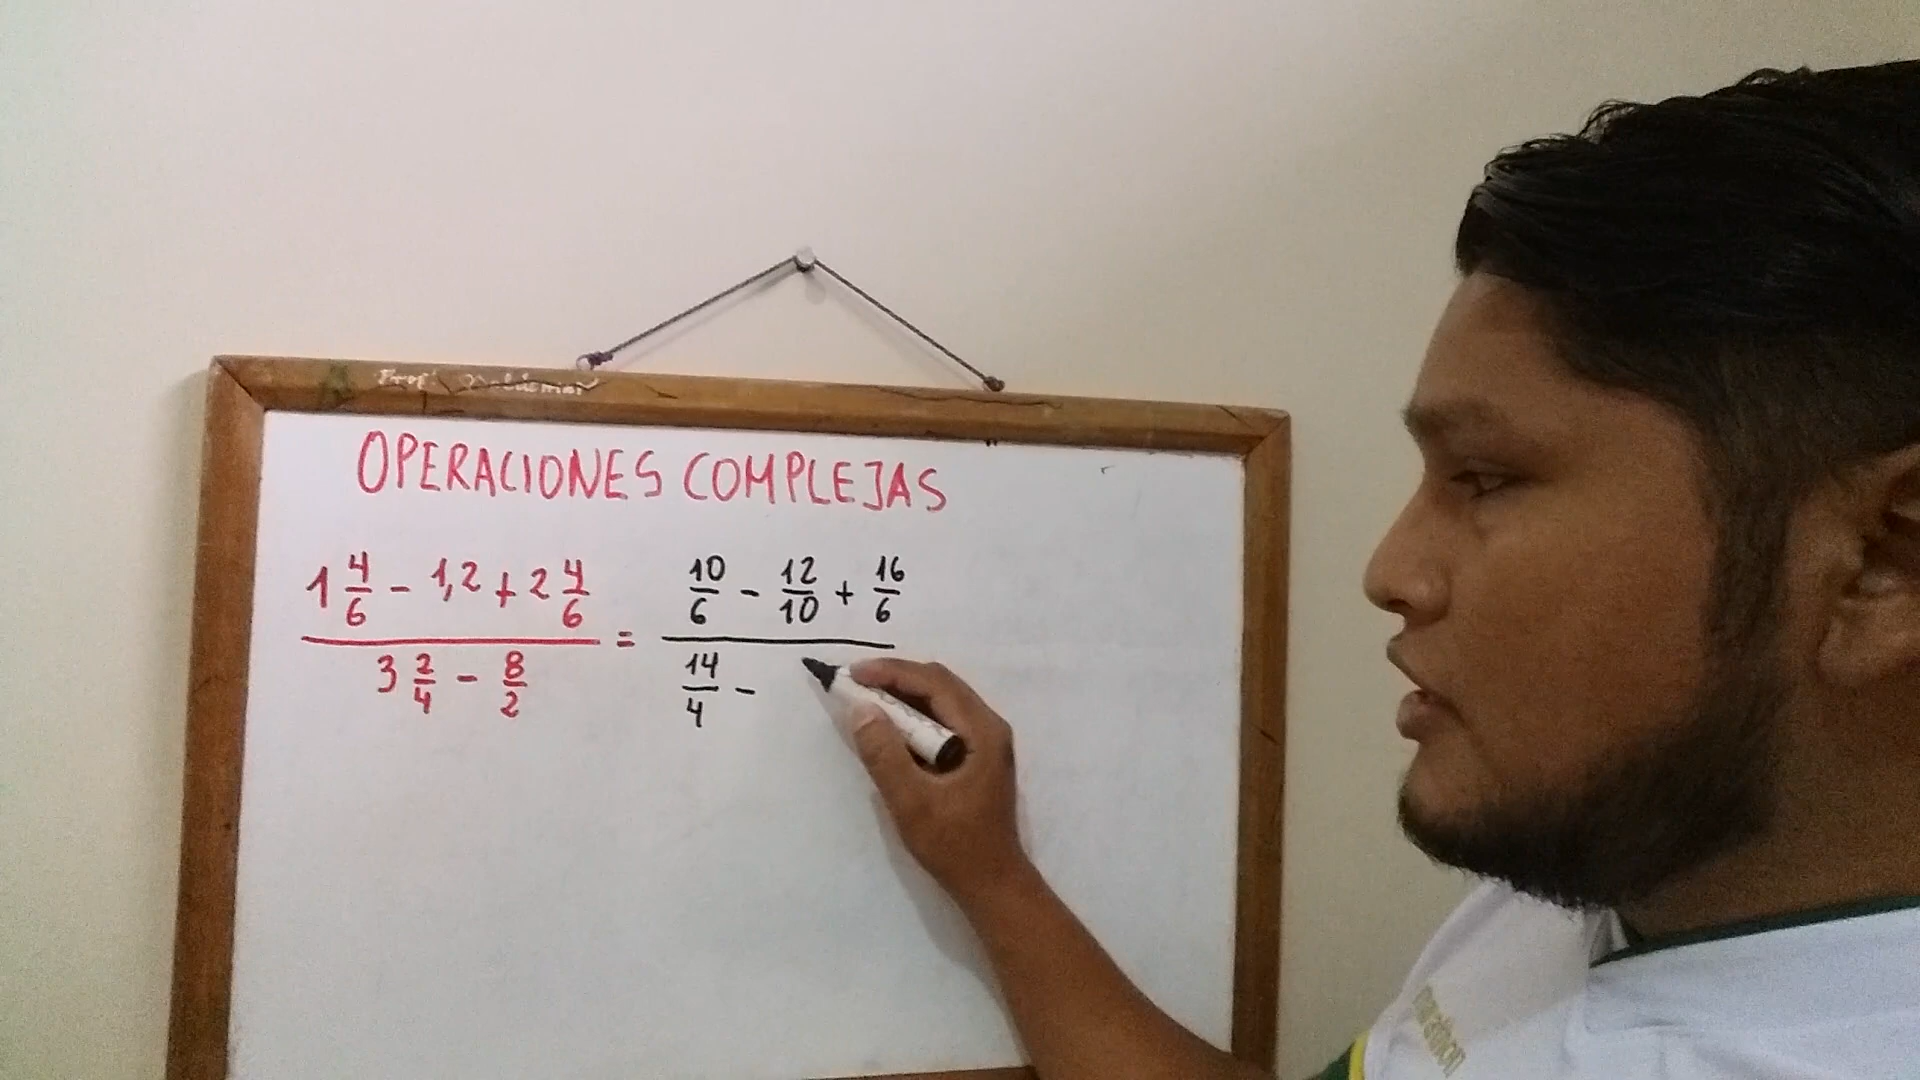 Prof.
OPERACIONES COMPLEJAS
1 4/6 - 1,2 + 2 4/6 / 3 2/4 - 8/2 = 10/6 - 12/10 + 16/6 / 14/4 -